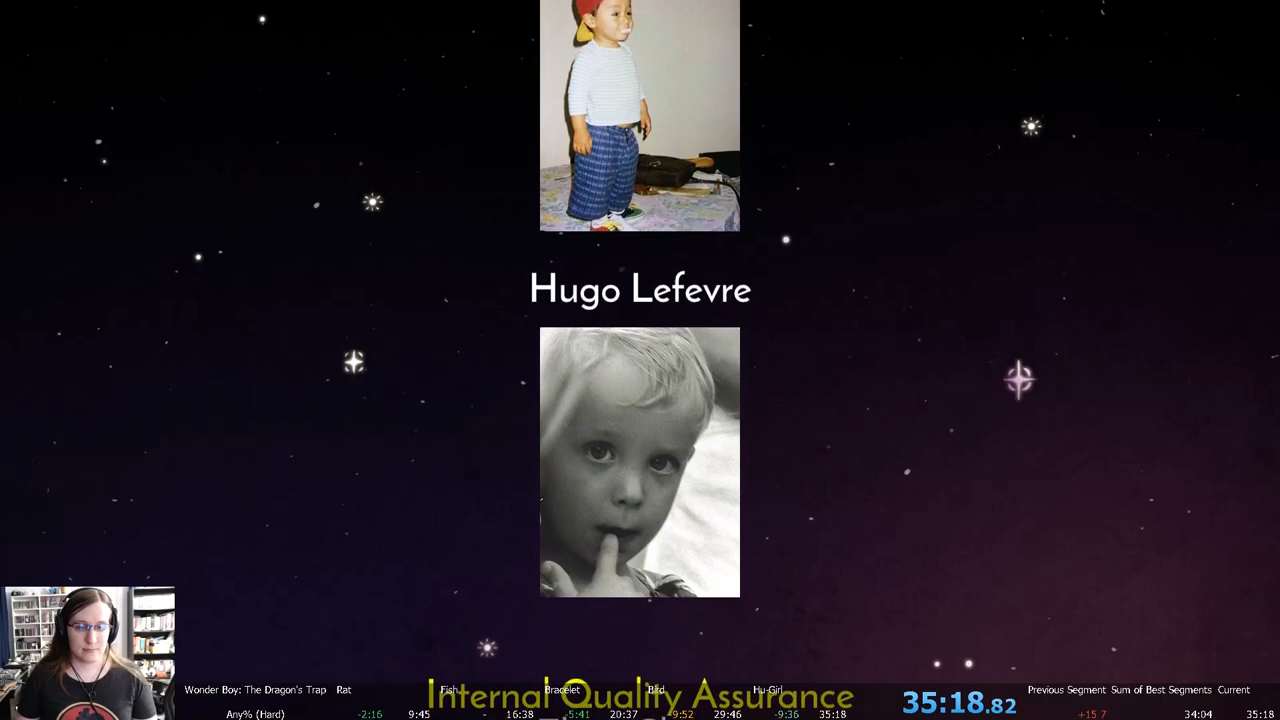 Hugo Lefevre
Internal Quality Assurance
Wonder Boy: The Dragon's Trap Rat Fish Bracelet Bird Hu-Girl 35:18.82 Previous Segment Sum of Best Segments Current
Any% (Hard) -2:16 9:45 - 16:38 -5:41 20:37 -9:52 29:46 -9:36 35:18 +15.7 34:04 35:18